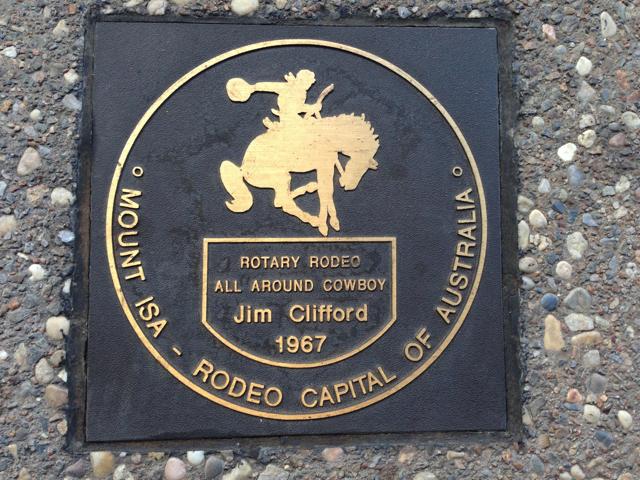 ROTARY RODEO
ALL AROUND COWBOY
Jim Clifford
1967
MOUNT ISA - RODEO CAPITAL OF AUSTRALIA